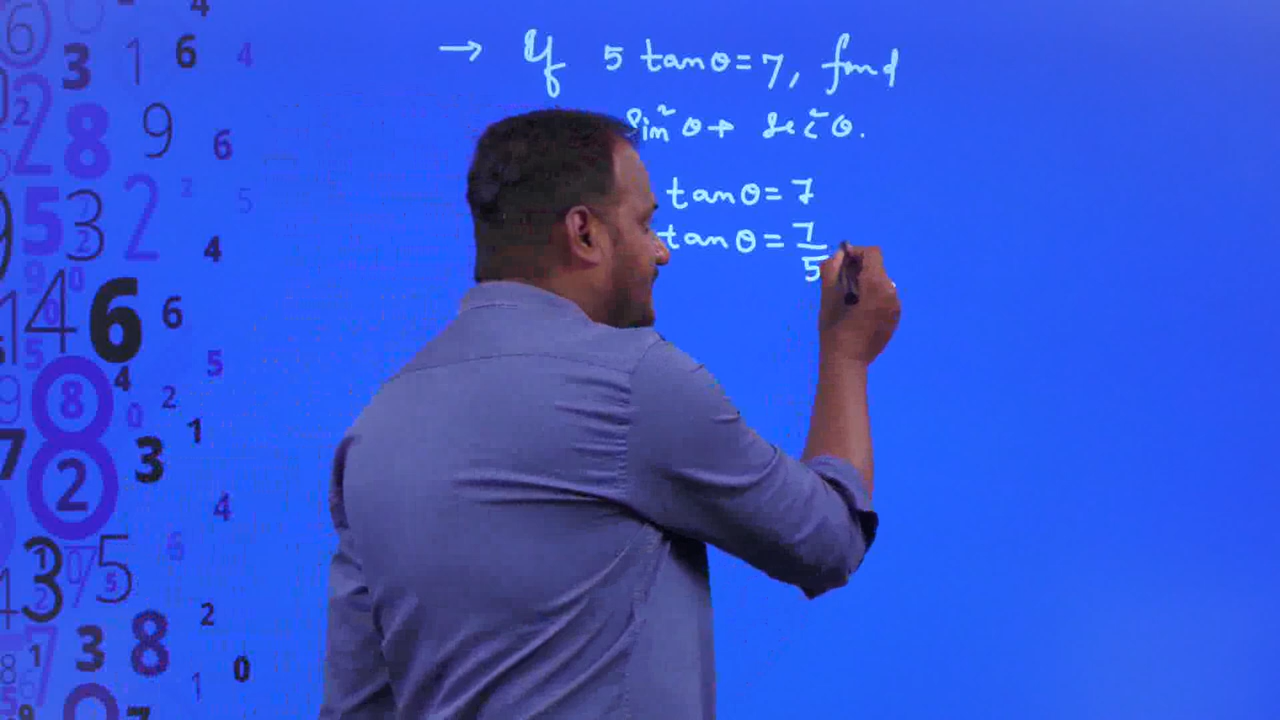 → If 5 tanθ = 7, find
sin²θ + sec²θ.
tanθ = 7
tanθ = 7/5